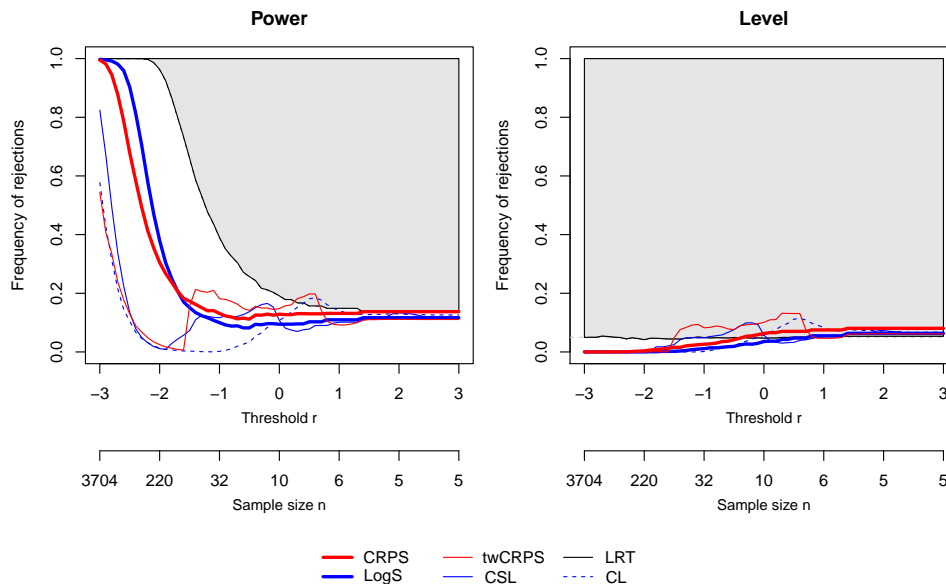 Power
Level
Frequency of rejections
0.0 0.2 0.4 0.6 0.8 1.0
−3 −2 −1 0 1 2 3
Threshold r
3704 220 32 10 6 5 5
Sample size n
Frequency of rejections
0.0 0.2 0.4 0.6 0.8 1.0
−3 −2 −1 0 1 2 3
Threshold r
3704 220 32 10 6 5 5
Sample size n
CRPS twCRPS LRT
LogS CSL CL